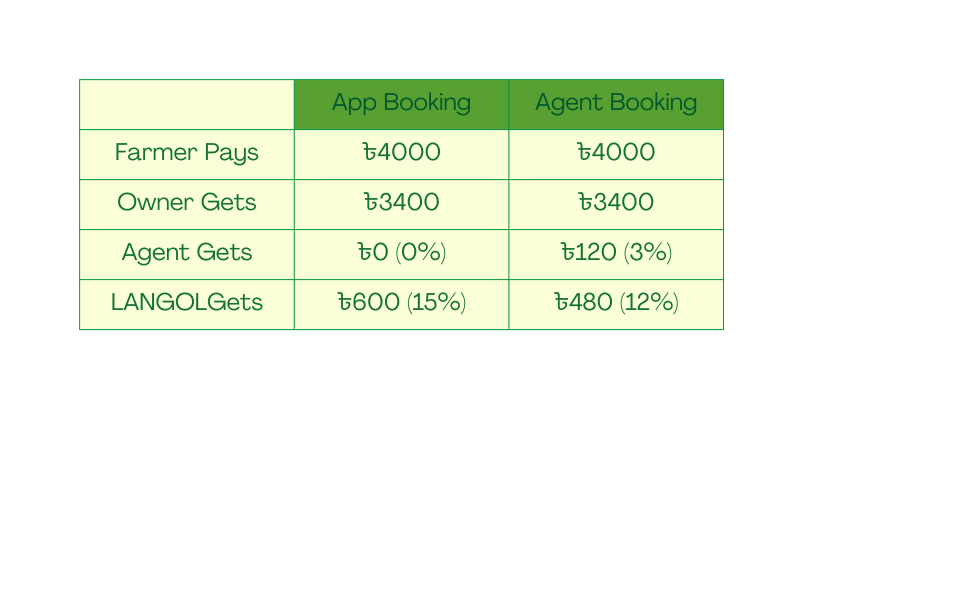 App Booking Agent Booking
Farmer Pays ৳4000 ৳4000
Owner Gets ৳3400 ৳3400
Agent Gets ৳0 (0%) ৳120 (3%)
LANGOLGets ৳600 (15%) ৳480 (12%)